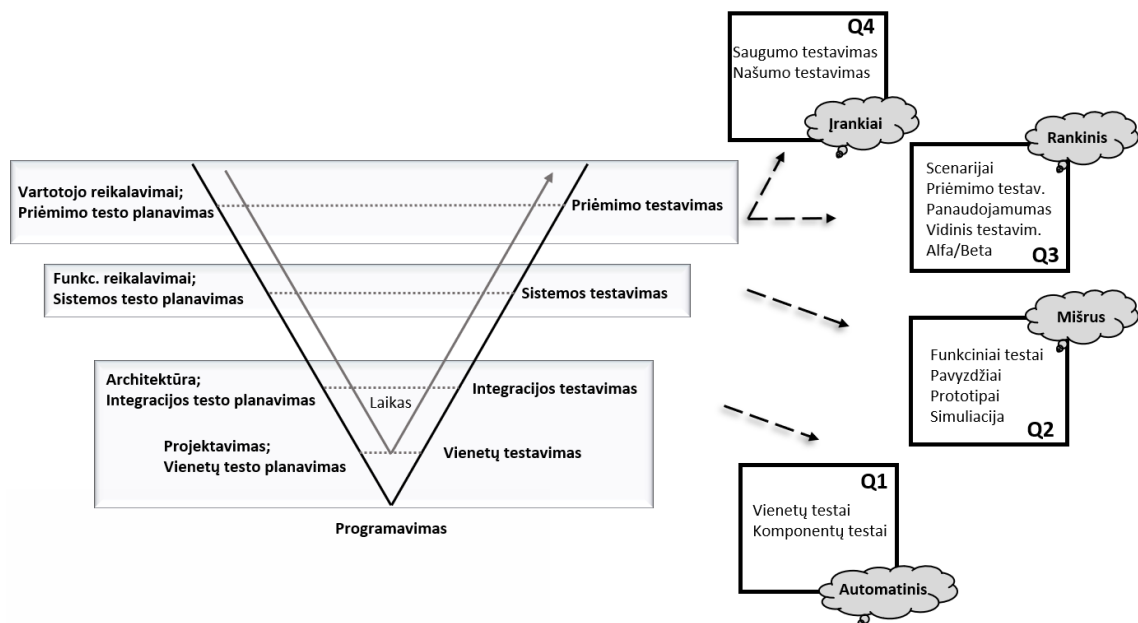 Q4
Saugumo testavimas
Našumo testavimas
Įrankiai
Rankinis
Scenarijai
Priėmimo testav.
Panaudojamumas
Vidinis testavim.
Alfa/Beta
Q3
Vartotojo reikalavimai;
Priėmimo testo planavimas
Priėmimo testavimas
Funkc. reikalavimai;
Sistemos testo planavimas
Sistemos testavimas
Mišrus
Funkciniai testai
Pavyzdžiai
Prototipai
Simuliacija
Q2
Architektūra;
Integracijos testo planavimas
Laikas
Integracijos testavimas
Projektavimas;
Vienetų testo planavimas
Vienetų testavimas
Programavimas
Q1
Vienetų testai
Komponentų testai
Automatinis